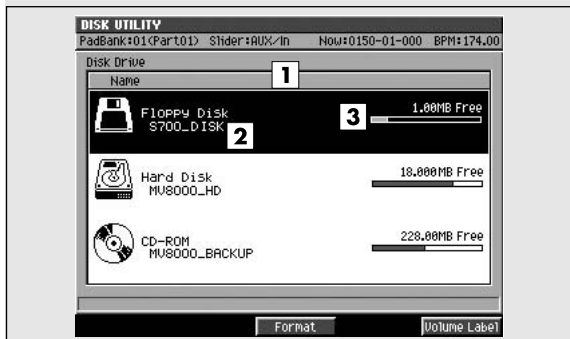 DISK UTILITY
PadBank:01(Part01) Slider:AUX/In Now:0150-01-000 BPM:174.00
Disk Drive
1
Name
Floppy Disk
S700_DISK
2
3
1.00MB Free
Hard Disk
MV8000_HD
18.000MB Free
CD-ROM
MV8000_BACKUP
228.00MB Free
Format
Volume Label